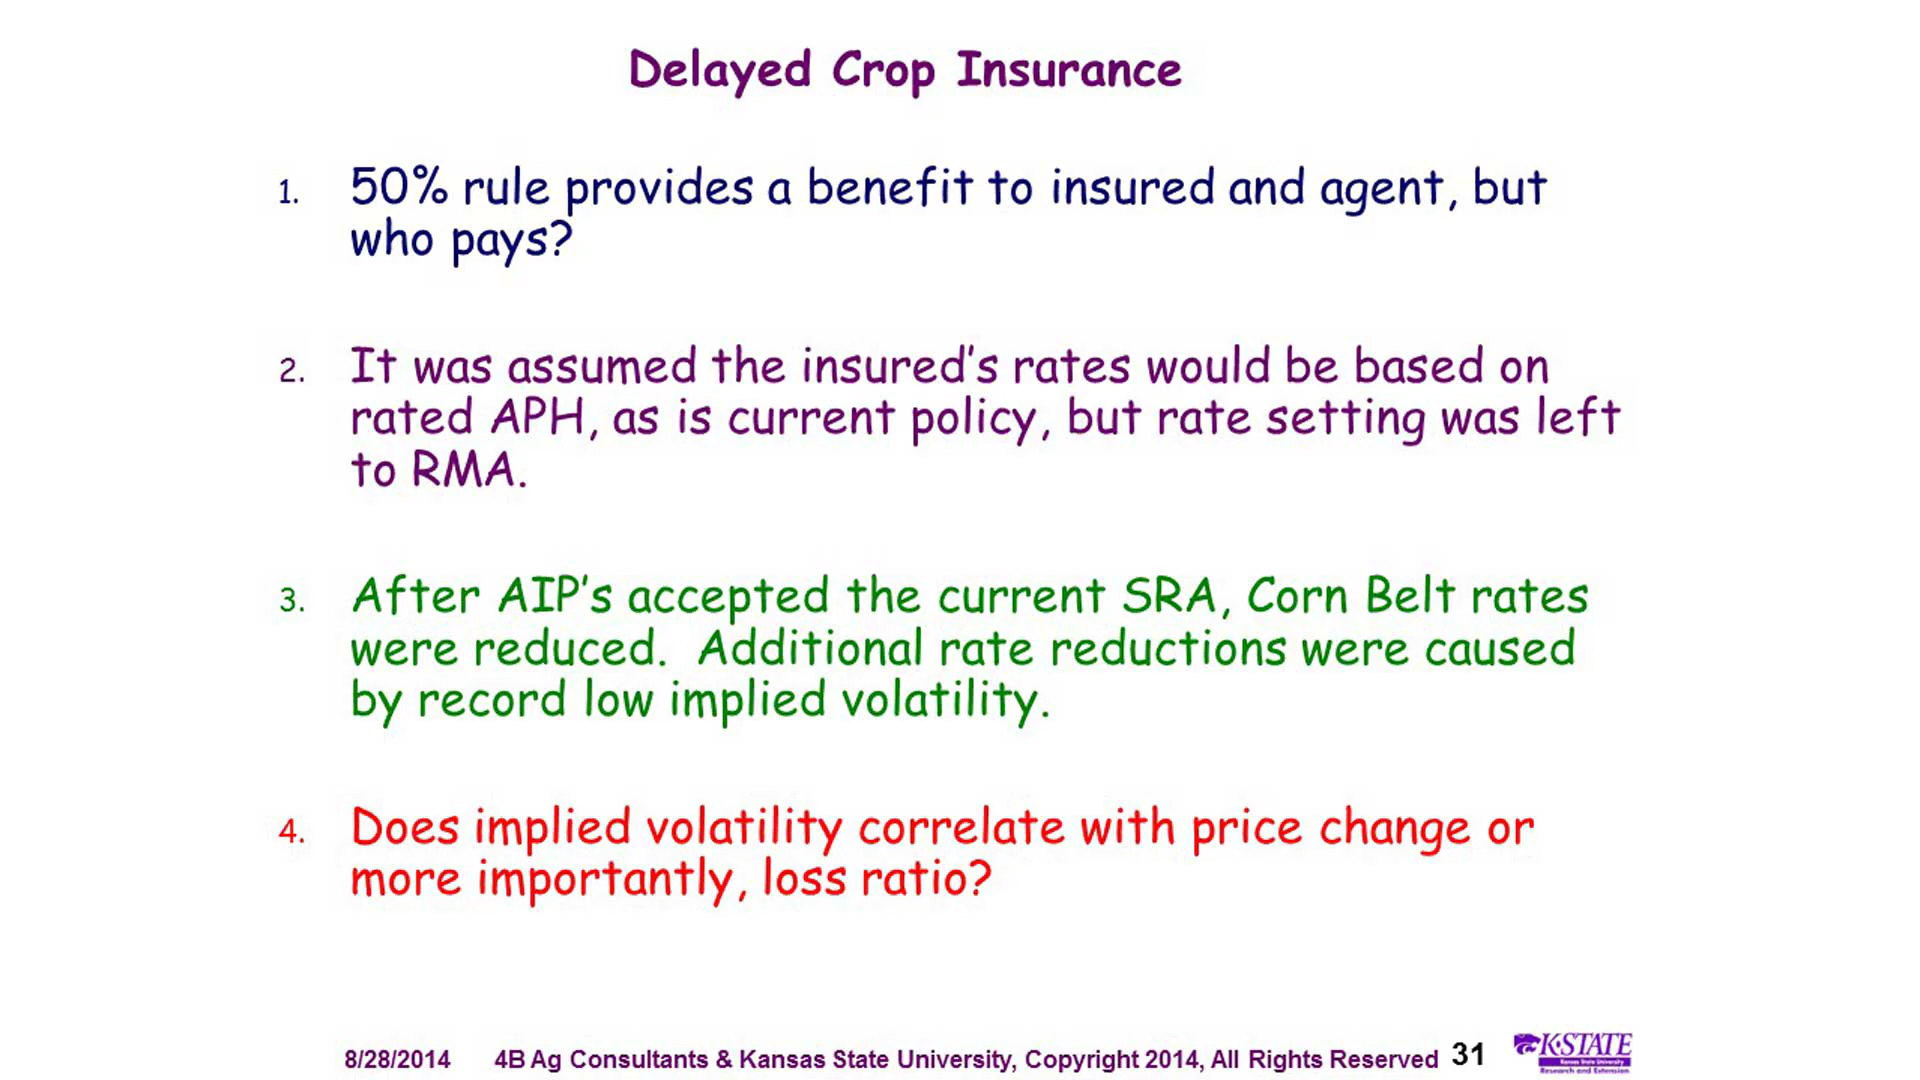 Delayed Crop Insurance
1. 50% rule provides a benefit to insured and agent, but
who pays?
2. It was assumed the insured's rates would be based on
rated APH, as is current policy, but rate setting was left
to RMA.
3. After AIP's accepted the current SRA, Corn Belt rates
were reduced.  Additional rate reductions were caused
by record low implied volatility.
4. Does implied volatility correlate with price change or
more importantly, loss ratio?
8/28/2014 4B Ag Consultants & Kansas State University, Copyright 2014, All Rights Reserved 31
K-STATE
Kansas State University
Research and Extension